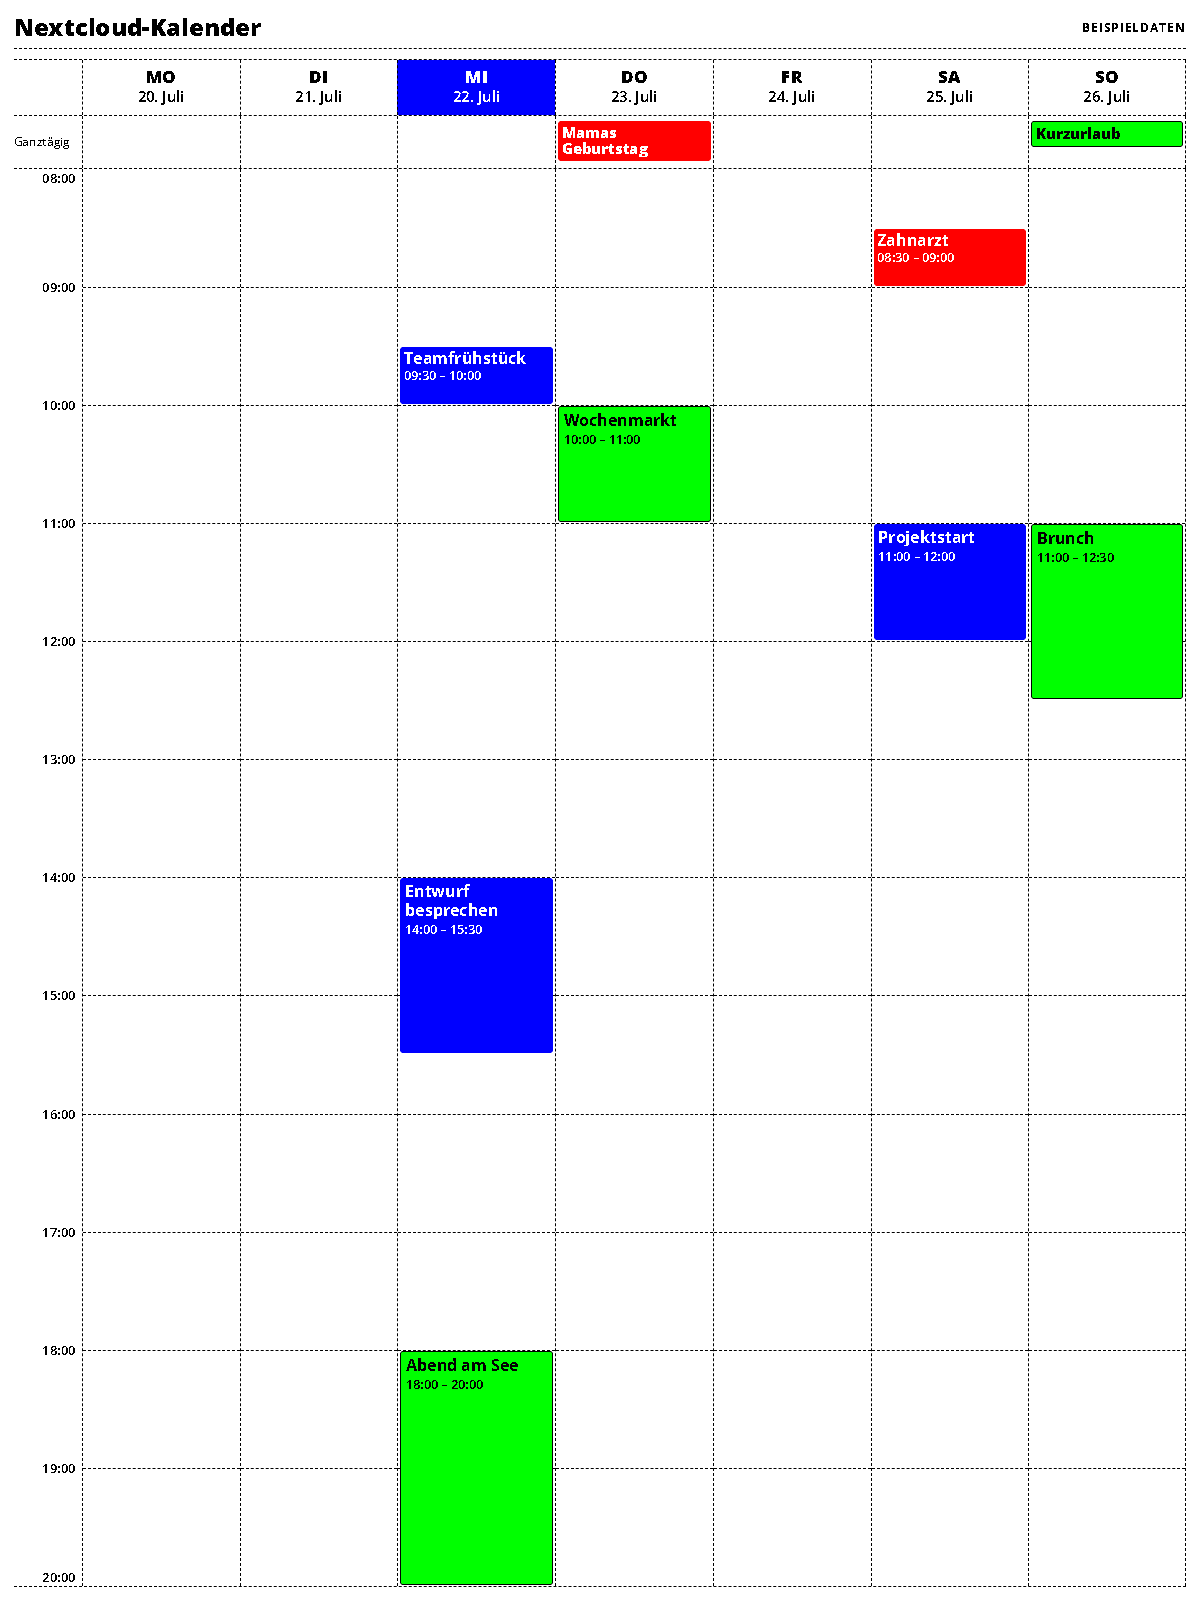 Nextcloud-Kalender
BEISPIELDATEN
MO
20. Juli
DI
21. Juli
MI
22. Juli
DO
23. Juli
FR
24. Juli
SA
25. Juli
SO
26. Juli
Ganztägig
Mamas
Geburtstag
Kurzurlaub
08:00
Zahnarzt
08:30 – 09:00
09:00
Teamfrühstück
09:30 – 10:00
10:00
Wochenmarkt
10:00 – 11:00
11:00
Projektstart
11:00 – 12:00
Brunch
11:00 – 12:30
12:00
13:00
14:00
Entwurf
besprechen
14:00 – 15:30
15:00
16:00
17:00
18:00
Abend am See
18:00 – 20:00
19:00
20:00